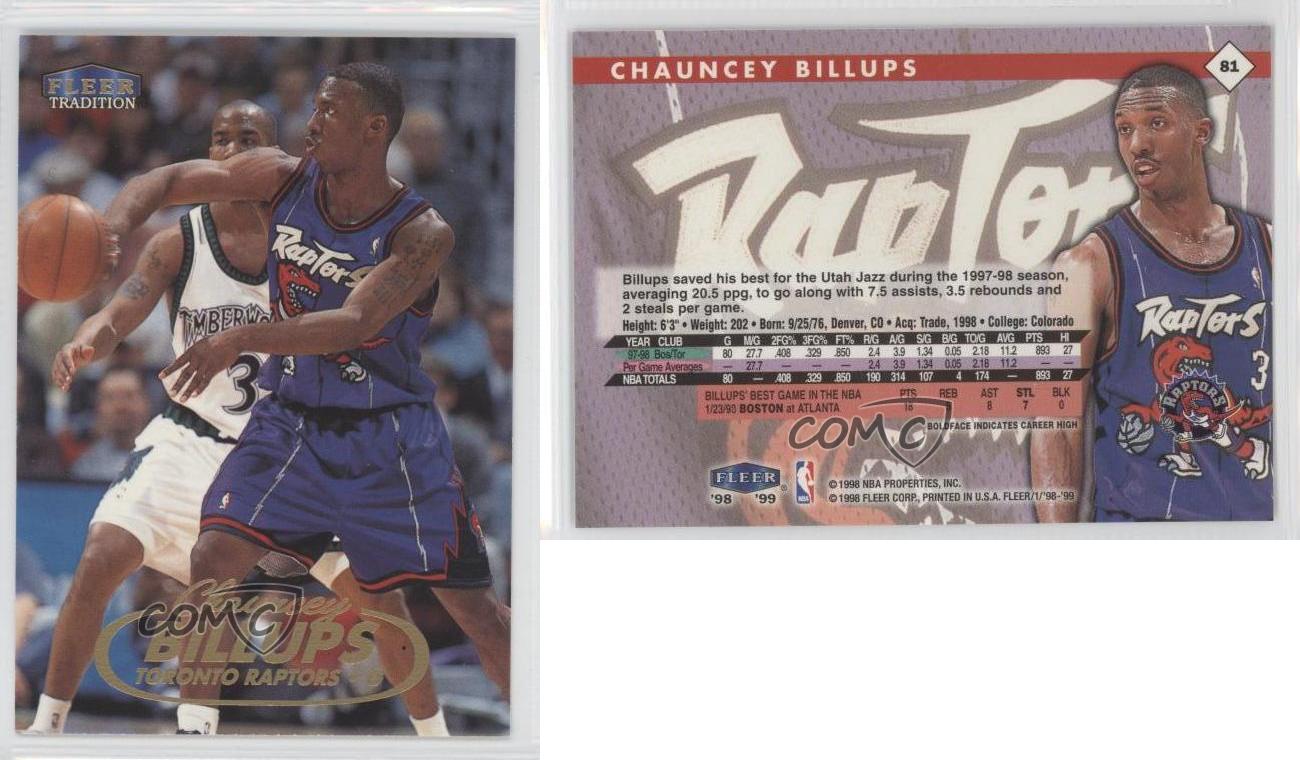 FLEER
TRADITION
RapTors
TIMBERWO
3
Chauncey
BILLUPS
TORONTO RAPTORS • G
COMC
CHAUNCEY BILLUPS
81
RapTors
Billups saved his best for the Utah Jazz during the 1997-98 season,
averaging 20.5 ppg, to go along with 7.5 assists, 3.5 rebounds and
2 steals per game.
Height: 6'3" • Weight: 202 • Born: 9/25/76, Denver, CO • Acq: Trade, 1998 • College: Colorado
YEAR CLUB G M/G 2FG% 3FG% FT% R/G A/G S/G B/G TO/G AVG PTS HI
97-98 Bos/Tor 80 27.7 .408 .329 .850 2.4 3.9 1.34 0.05 2.18 11.2 893 27
Per Game Averages — 27.7 — — — 2.4 3.9 1.34 0.05 2.18 11.2 — —
NBA TOTALS 80 — .408 .329 .850 190 314 107 4 174 — 893 27
BILLUPS' BEST GAME IN THE NBA PTS REB AST STL BLK
1/23/98 BOSTON at ATLANTA 18 8 7 0
BOLDFACE INDICATES CAREER HIGH
COMC
RapTors
3
RAPTORS
FLEER ®
'98 '99
NBA
©1998 NBA PROPERTIES, INC.
©1998 FLEER CORP., PRINTED IN U.S.A. FLEER/1/'98-'99